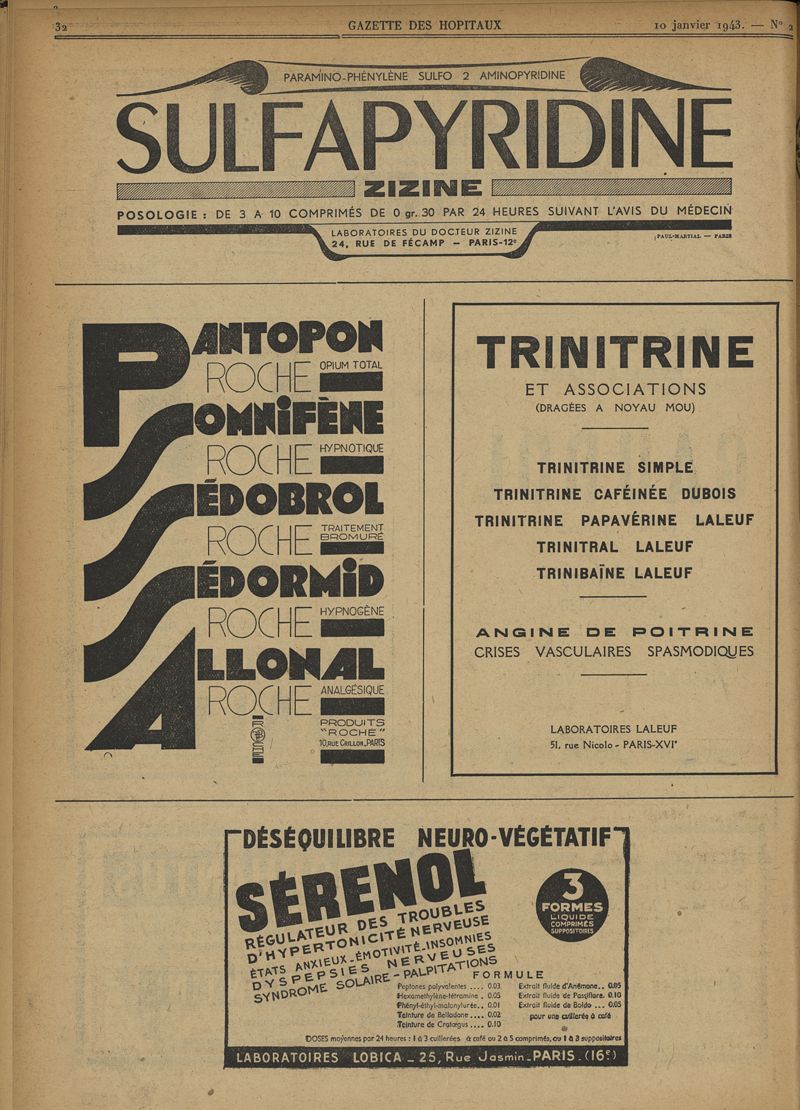 32 GAZETTE DES HOPITAUX 10 janvier 1943. — N° 2
PARAMINO-PHÉNYLÈNE SULFO 2 AMINOPYRIDINE
SULFAPYRIDINE
ZIZINE
POSOLOGIE : DE 3 A 10 COMPRIMÉS DE 0 gr. 30 PAR 24 HEURES SUIVANT L'AVIS DU MÉDECIN
LABORATOIRES DU DOCTEUR ZIZINE
24, RUE DE FÉCAMP — PARIS-12e
PAUL-MARTIAL — PARIS
PANTOPON
ROCHE OPIUM TOTAL
SOMNIFÈNE
ROCHE HYPNOTIQUE
SÉDOBROL
ROCHE TRAITEMENT
BROMURÉ
SÉDORMID
ROCHE HYPNOGÈNE
ALLONAL
ROCHE ANALGÉSIQUE
PRODUITS
"ROCHE"
10, RUE CRILLON_PARIS
TRINITRINE
ET ASSOCIATIONS
(DRAGÉES A NOYAU MOU)
TRINITRINE SIMPLE
TRINITRINE CAFÉINÉE DUBOIS
TRINITRINE PAPAVÉRINE LALEUF
TRINITRAL LALEUF
TRINIBAÏNE LALEUF
ANGINE DE POITRINE
CRISES VASCULAIRES SPASMODIQUES
LABORATOIRES LALEUF
51, rue Nicolo - PARIS-XVIe
DÉSÉQUILIBRE NEURO-VÉGÉTATIF
SÉRENOL
RÉGULATEUR DES TROUBLES
D'HYPERTONICITÉ NERVEUSE
ÉTATS ANXIEUX-ÉMOTIVITÉ-INSOMNIES
DYSPEPSIES NERVEUSES
SYNDROME SOLAIRE-PALPITATIONS
3
FORMES
LIQUIDE
COMPRIMÉS
SUPPOSITOIRES
FORMULE
Peptones polyvalentes .... 0.03
Hexamethylène-tétramine . 0.05
Phényl-éthyl-malonylurée.. 0.01
Teinture de Belladone .... 0.02
Teinture de Crataegus .... 0.10
Extrait fluide d'Anémone.. 0.05
Extrait fluide de Passiflore. 0.10
Extrait fluide de Boldo ... 0.05
pour une cuillerée à café
DOSES moyennes par 24 heures : 1 à 3 cuillerées à café ou 2 à 5 comprimés, ou 1 à 3 suppositoires
LABORATOIRES LOBICA _ 25, Rue Jasmin_PARIS_(16e)